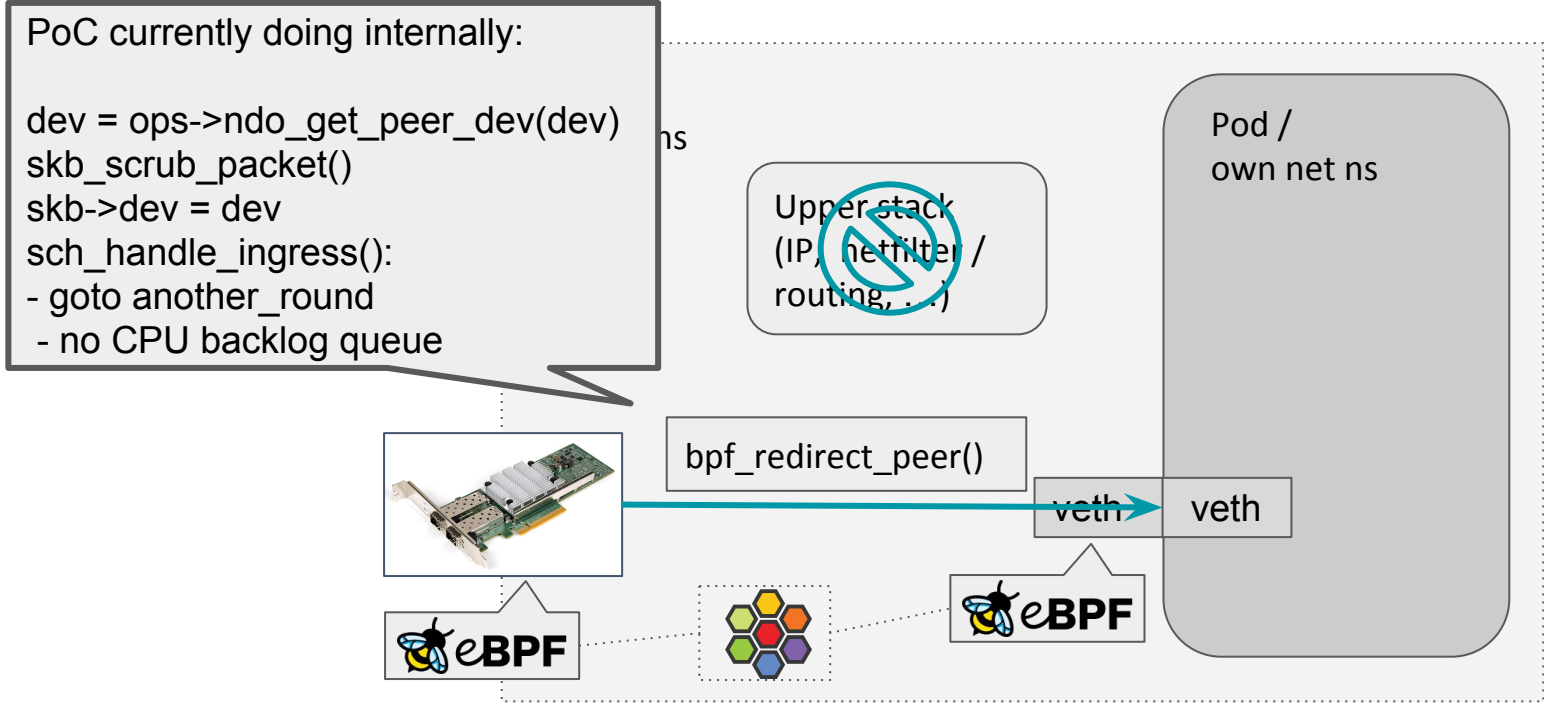 PoC currently doing internally:
dev = ops->ndo_get_peer_dev(dev)
skb_scrub_packet()
skb->dev = dev
sch_handle_ingress():
- goto another_round
- no CPU backlog queue
ns
Upper stack
(IP, netfilter /
routing, ...)
Pod /
own net ns
bpf_redirect_peer()
veth
veth
eBPF
eBPF